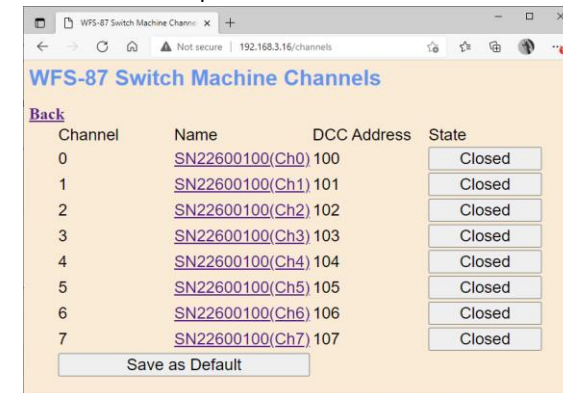 WFS-87 Switch Machine Channe
Not secure | 192.168.3.16/channels
WFS-87 Switch Machine Channels
Back
Channel Name DCC Address State
0 SN22600100(Ch0) 100 Closed
1 SN22600100(Ch1) 101 Closed
2 SN22600100(Ch2) 102 Closed
3 SN22600100(Ch3) 103 Closed
4 SN22600100(Ch4) 104 Closed
5 SN22600100(Ch5) 105 Closed
6 SN22600100(Ch6) 106 Closed
7 SN22600100(Ch7) 107 Closed
Save as Default